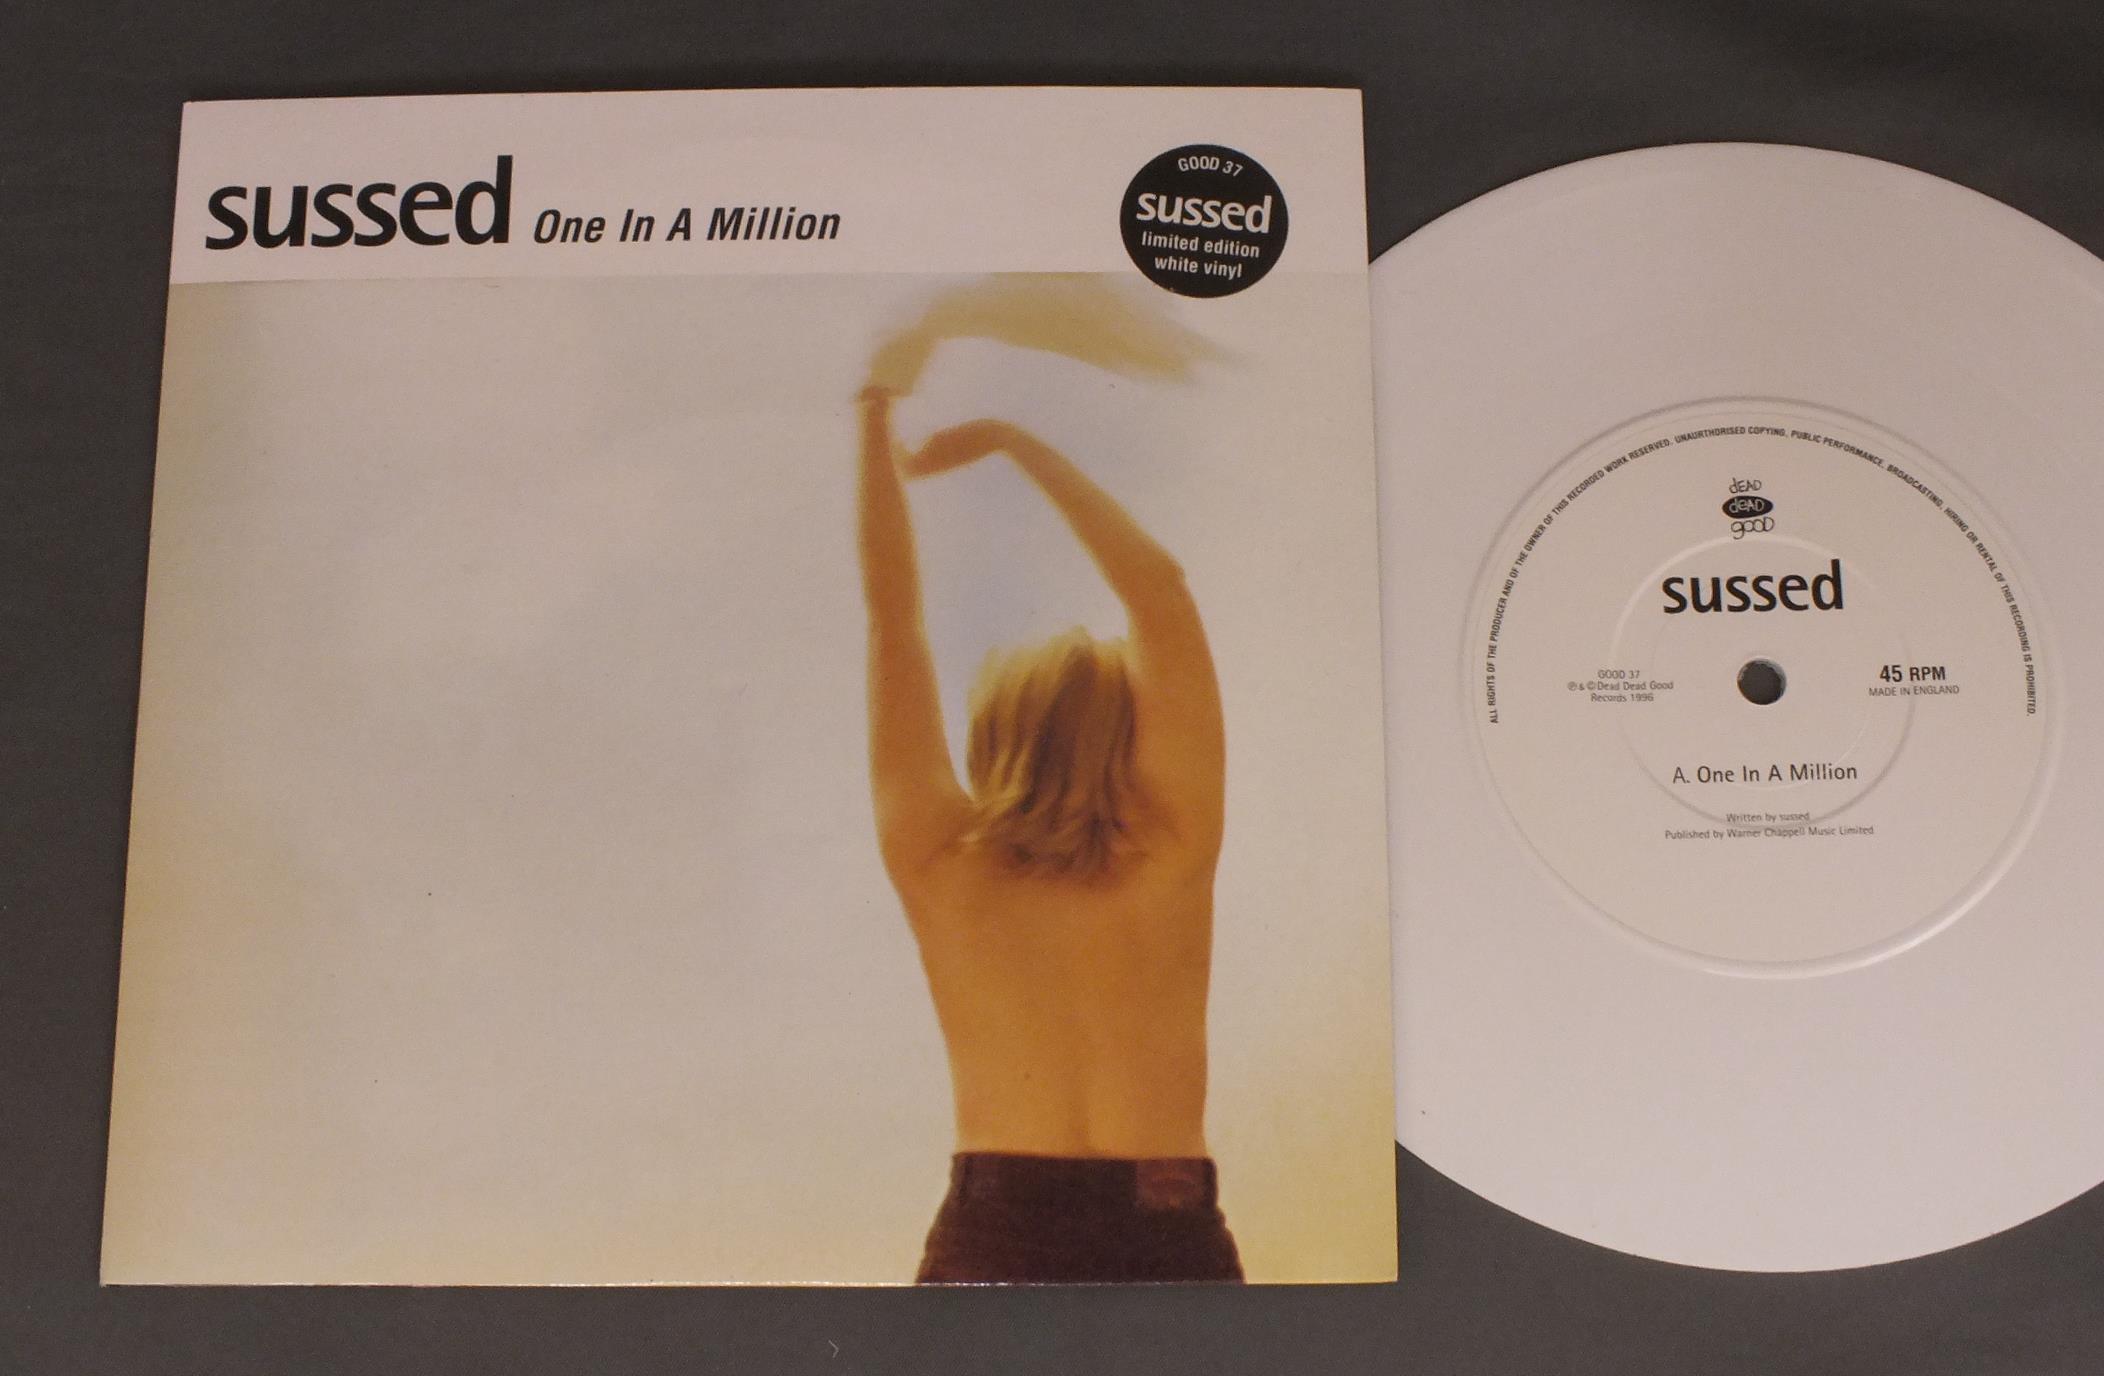 sussed One In A Million
GOOD 37
sussed
limited edition
white vinyl
ALL RIGHTS OF THE PRODUCER AND OF THE OWNER OF THIS RECORDED WORK RESERVED. UNAURTHORISED COPYING, PUBLIC PERFORMANCE, BROADCASTING, HIRING OR RENTAL OF THIS RECORDING IS PROHIBITED.
dEAD
deAD
gooD
sussed
GOOD 37
℗ & © Dead Dead Good
Records 1996
45 RPM
MADE IN ENGLAND
A. One In A Million
Written by sussed
Published by Warner Chappell Music Limited